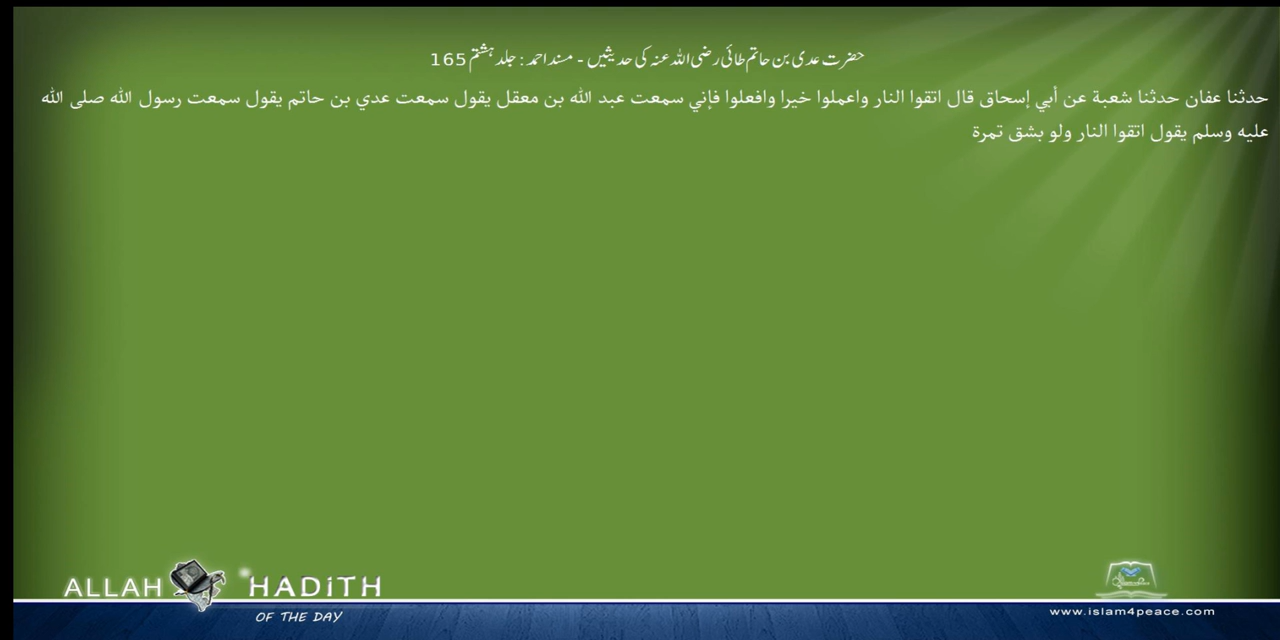 حضرت عدی بن حاتم طائی رضی اللہ عنہ کی حدیثیں - مسند احمد : جلد ہشتم 165
حدثنا عفان حدثنا شعبة عن أبي إسحاق قال اتقوا النار واعملوا خيرا وافعلوا فإني سمعت عبد الله بن معقل يقول سمعت عدي بن حاتم يقول سمعت رسول الله صلى الله
عليه وسلم يقول اتقوا النار ولو بشق تمرة
ALLAH HADITH
OF THE DAY
www.islam4peace.com